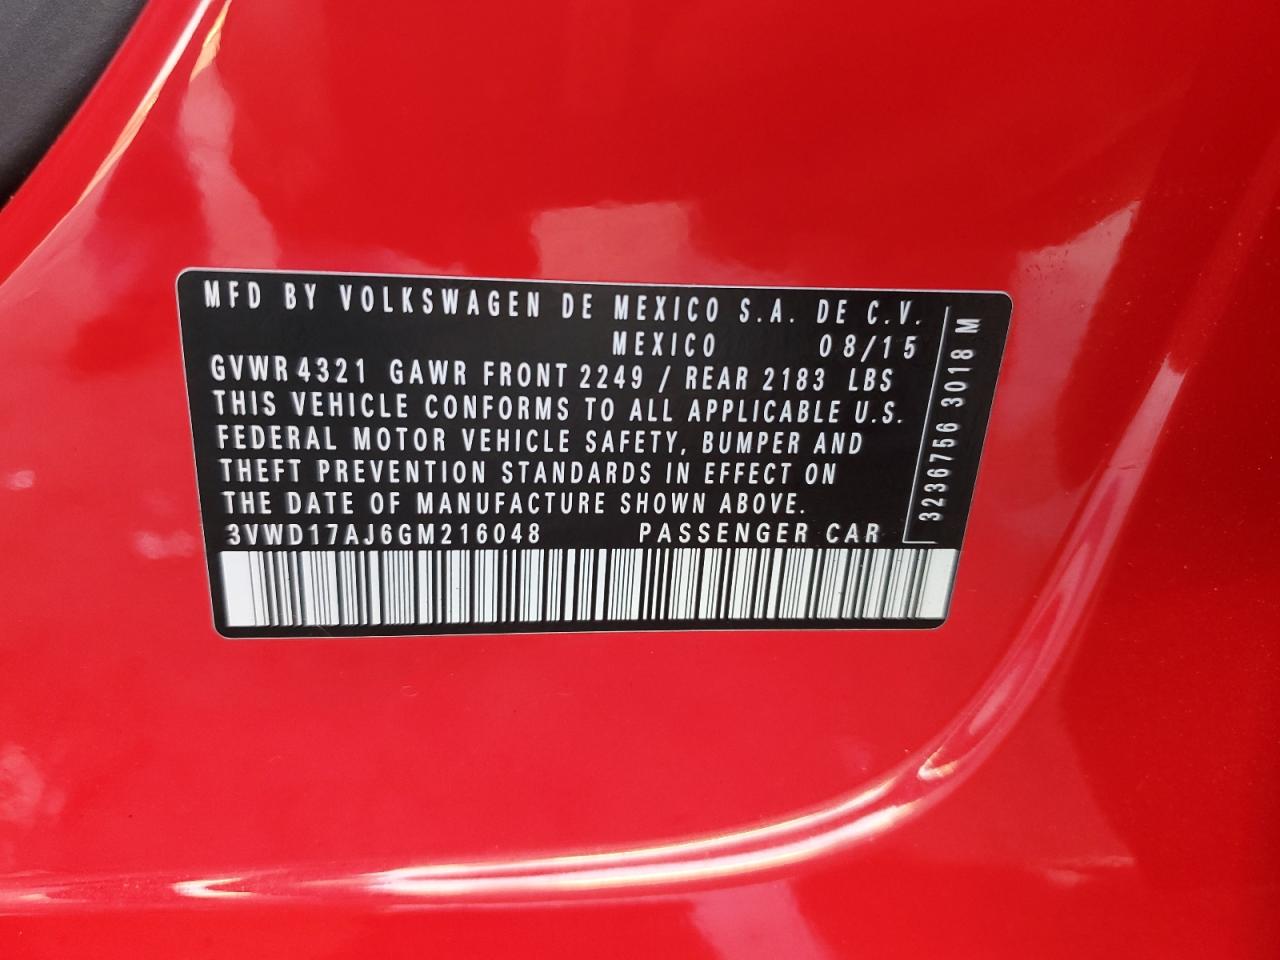 MFD BY VOLKSWAGEN DE MEXICO S.A. DE C.V.
MEXICO 08/15
GVWR 4321 GAWR FRONT 2249 / REAR 2183 LBS
THIS VEHICLE CONFORMS TO ALL APPLICABLE U.S.
FEDERAL MOTOR VEHICLE SAFETY, BUMPER AND
THEFT PREVENTION STANDARDS IN EFFECT ON
THE DATE OF MANUFACTURE SHOWN ABOVE.
3VWD17AJ6GM216048 PASSENGER CAR
3236756 3018 M